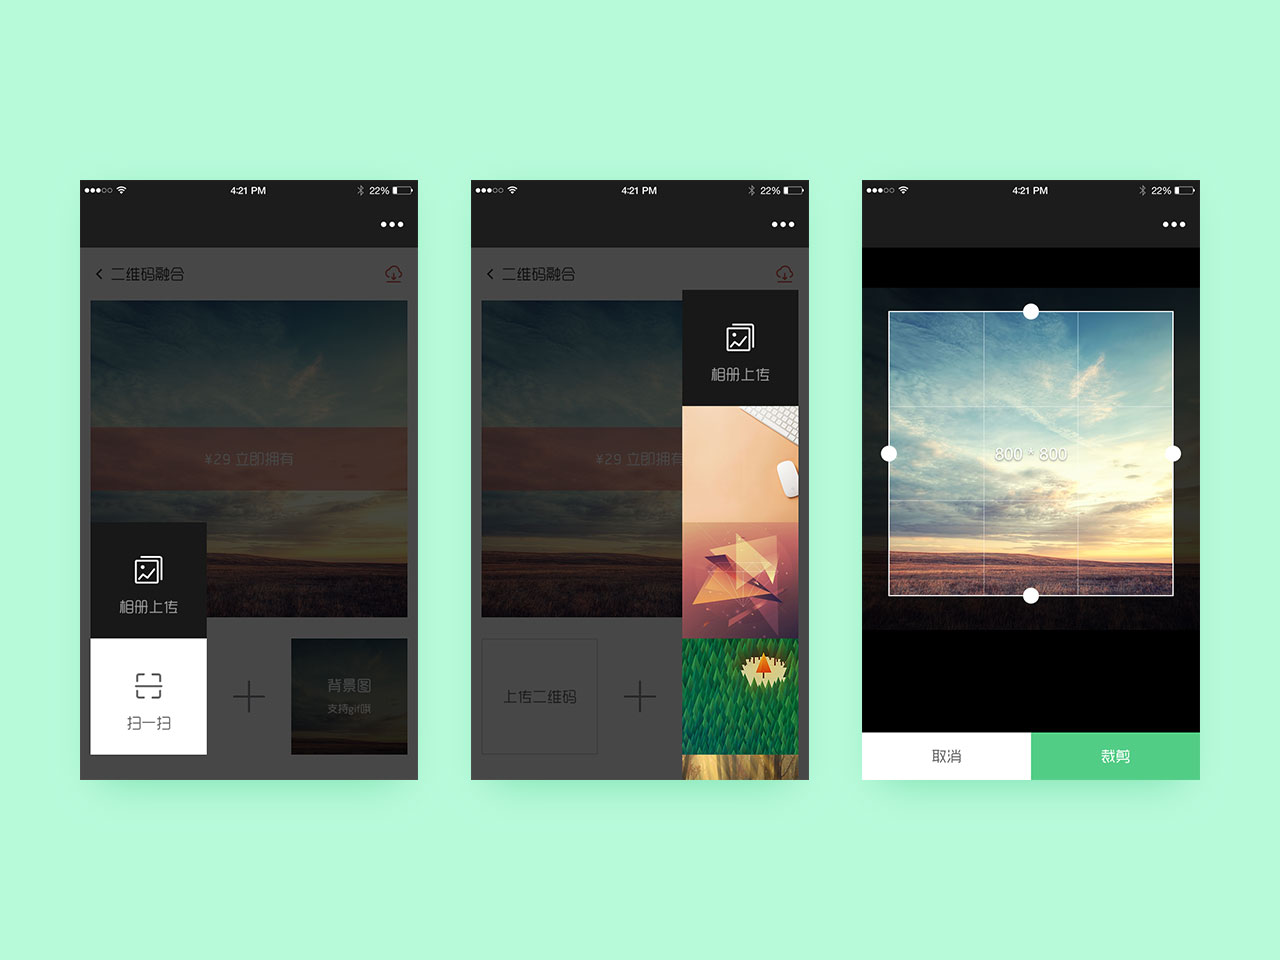 4:21 PM
22%
二维码融合
¥29 立即拥有
相册上传
扫一扫
背景图
支持gif哦
4:21 PM
22%
二维码融合
¥29 立即拥有
相册上传
上传二维码
4:21 PM
22%
800 * 800
取消
裁剪